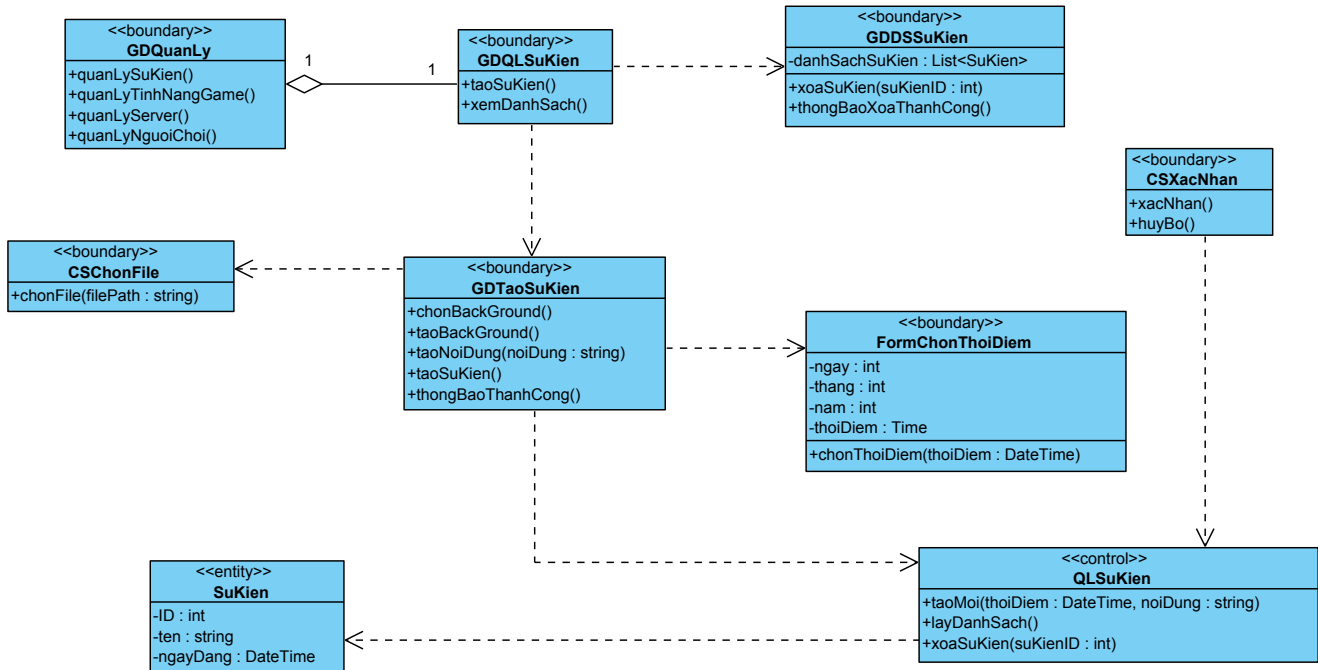 <<boundary>>
GDQuanLy
+quanLySuKien()
+quanLyTinhNangGame()
+quanLyServer()
+quanLyNguoiChoi()
1
1
<<boundary>>
GDQLSuKien
+taoSuKien()
+xemDanhSach()
<<boundary>>
GDDSSuKien
-danhSachSuKien : List<SuKien>
+xoaSuKien(suKienID : int)
+thongBaoXoaThanhCong()
<<boundary>>
CSXacNhan
+xacNhan()
+huyBo()
<<boundary>>
CSChonFile
+chonFile(filePath : string)
<<boundary>>
GDTaoSuKien
+chonBackGround()
+taoBackGround()
+taoNoiDung(noiDung : string)
+taoSuKien()
+thongBaoThanhCong()
<<boundary>>
FormChonThoiDiem
-ngay : int
-thang : int
-nam : int
-thoiDiem : Time
+chonThoiDiem(thoiDiem : DateTime)
<<entity>>
SuKien
-ID : int
-ten : string
-ngayDang : DateTime
<<control>>
QLSuKien
+taoMoi(thoiDiem : DateTime, noiDung : string)
+layDanhSach()
+xoaSuKien(suKienID : int)